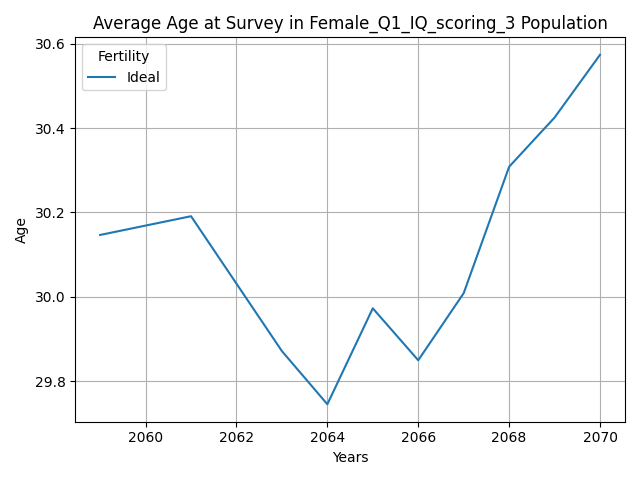 Average Age at Survey in Female_Q1_IQ_scoring_3 Population
Fertility
Ideal
Age
30.6
30.4
30.2
30.0
29.8
2060 2062 2064 2066 2068 2070
Years